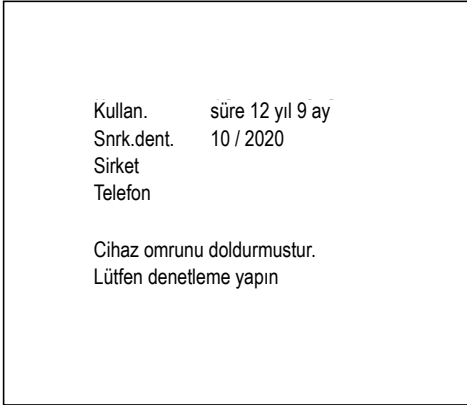 Kullan. süre 12 yıl 9 ay
Snrk.dent. 10 / 2020
Sirket
Telefon
Cihaz omrunu doldurmustur.
Lütfen denetleme yapın